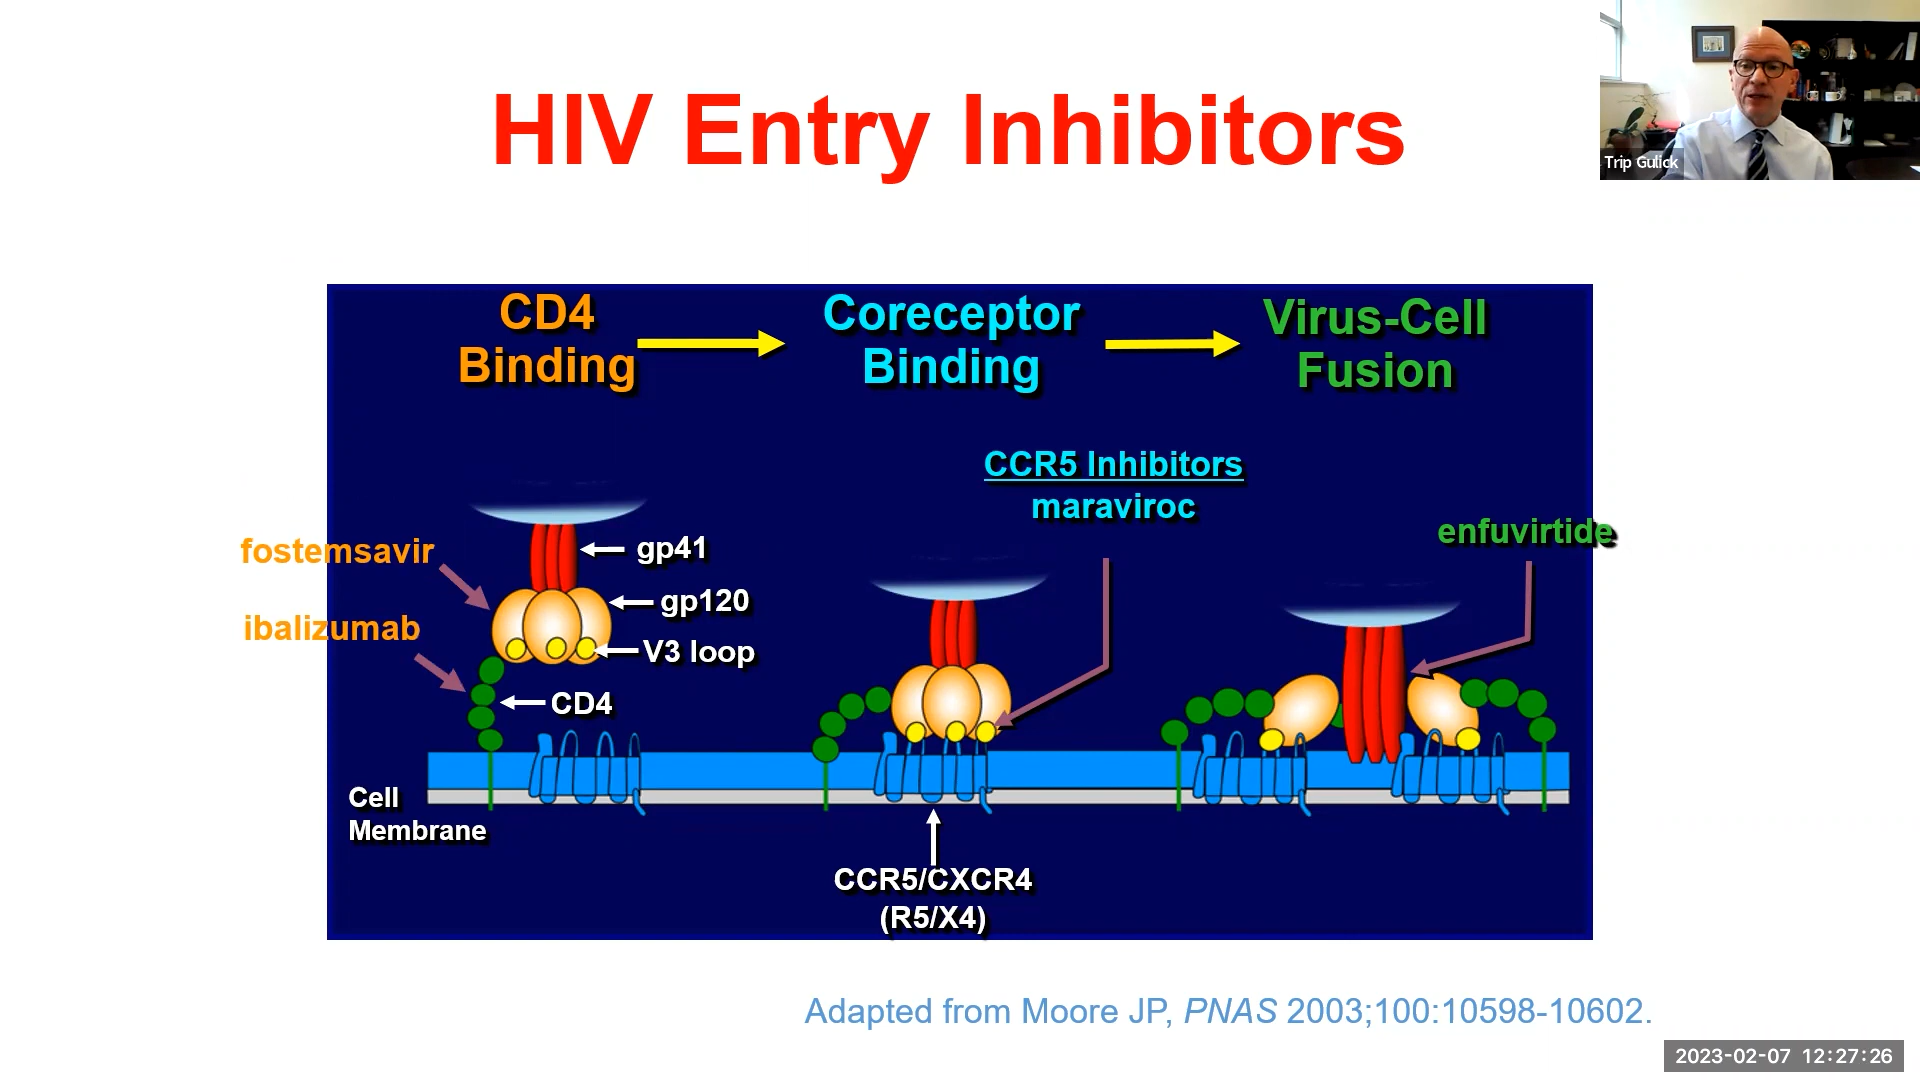 HIV Entry Inhibitors
Trip Gulick
CD4
Binding
Coreceptor
Binding
Virus-Cell
Fusion
CCR5 Inhibitors
maraviroc
enfuvirtide
fostemsavir
gp41
gp120
ibalizumab
V3 loop
CD4
Cell
Membrane
CCR5/CXCR4
(R5/X4)
Adapted from Moore JP, PNAS 2003;100:10598-10602.
2023-02-07 12:27:26